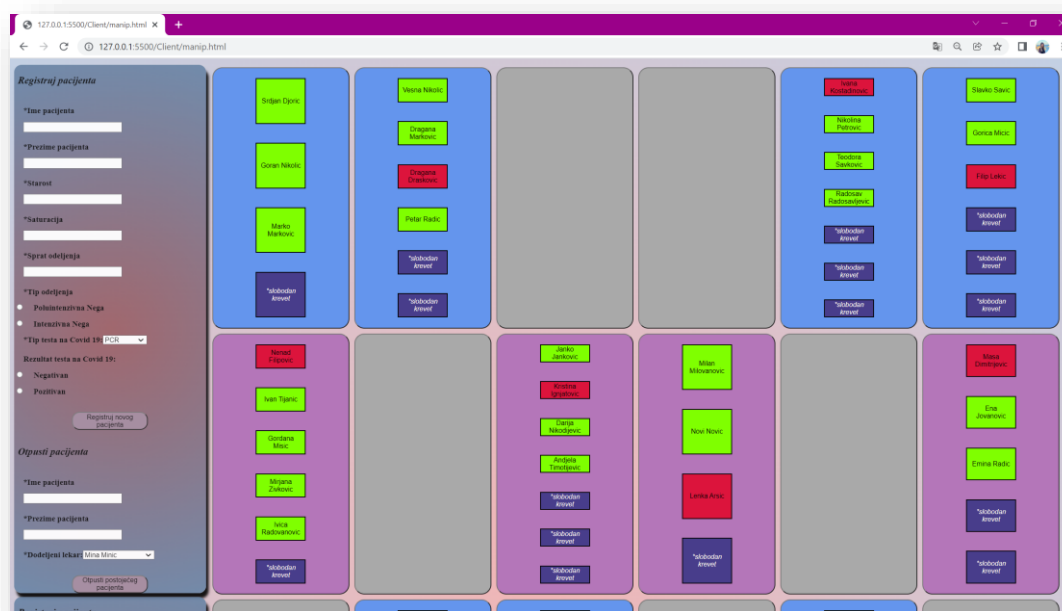 127.0.0.1:5500/Client/manip.html
127.0.0.1:5500/Client/manip.html
Registruj pacijenta
*Ime pacijenta
*Prezime pacijenta
*Starost
*Saturacija
*Sprat odeljenja
*Tip odeljenja
Poluintenzivna Nega
Intenzivna Nega
*Tip testa na Covid 19: PCR
Rezultat testa na Covid 19:
Negativan
Pozitivan
Registruj novog
pacijenta
Otpusti pacijenta
*Ime pacijenta
*Prezime pacijenta
*Dodeljeni lekar: Mina Minic
Otpusti postojećeg
pacijenta
Srdjan Djoric
Goran Nikolic
Marko
Markovic
*slobodan
krevet
Vesna Nikolic
Dragana
Markovic
Dragana
Draskovic
Petar Radic
*slobodan
krevet
*slobodan
krevet
Ivana
Kostadinovic
Nikolina
Petrovic
Teodora
Savkovic
Radosav
Radosavljevic
*slobodan
krevet
*slobodan
krevet
*slobodan
krevet
Slavko Savic
Gorica Micic
Filip Lekic
*slobodan
krevet
*slobodan
krevet
*slobodan
krevet
Nenad
Filipovic
Ivan Tijanic
Gordana
Misic
Mirjana
Zivkovic
Ivica
Radovanovic
*slobodan
krevet
Janko
Jankovic
Kristina
Ignjatovic
Darija
Nikodijevic
Andjela
Timotijevic
*slobodan
krevet
*slobodan
krevet
*slobodan
krevet
Milan
Milovanovic
Novi Novic
Lenka Arsic
*slobodan
krevet
Masa
Dimitrijevic
Ena
Jovanovic
Emina Radic
*slobodan
krevet
*slobodan
krevet